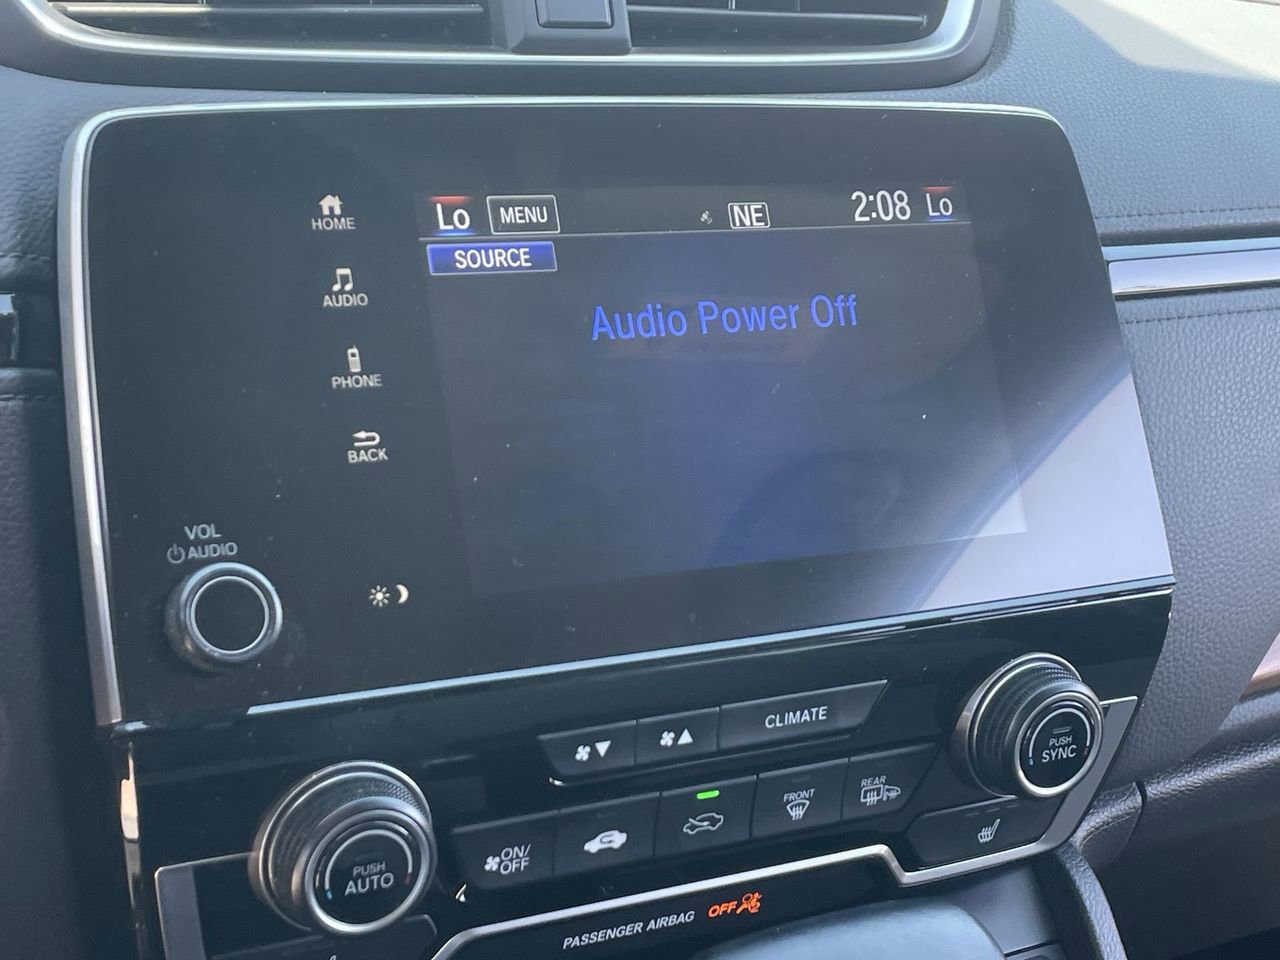 HOME
AUDIO
PHONE
BACK
VOL
AUDIO
Lo MENU NE 2:08 Lo
SOURCE
Audio Power Off
CLIMATE
PUSH
SYNC
PUSH
AUTO
ON/
OFF
FRONT
REAR
PASSENGER AIRBAG OFF